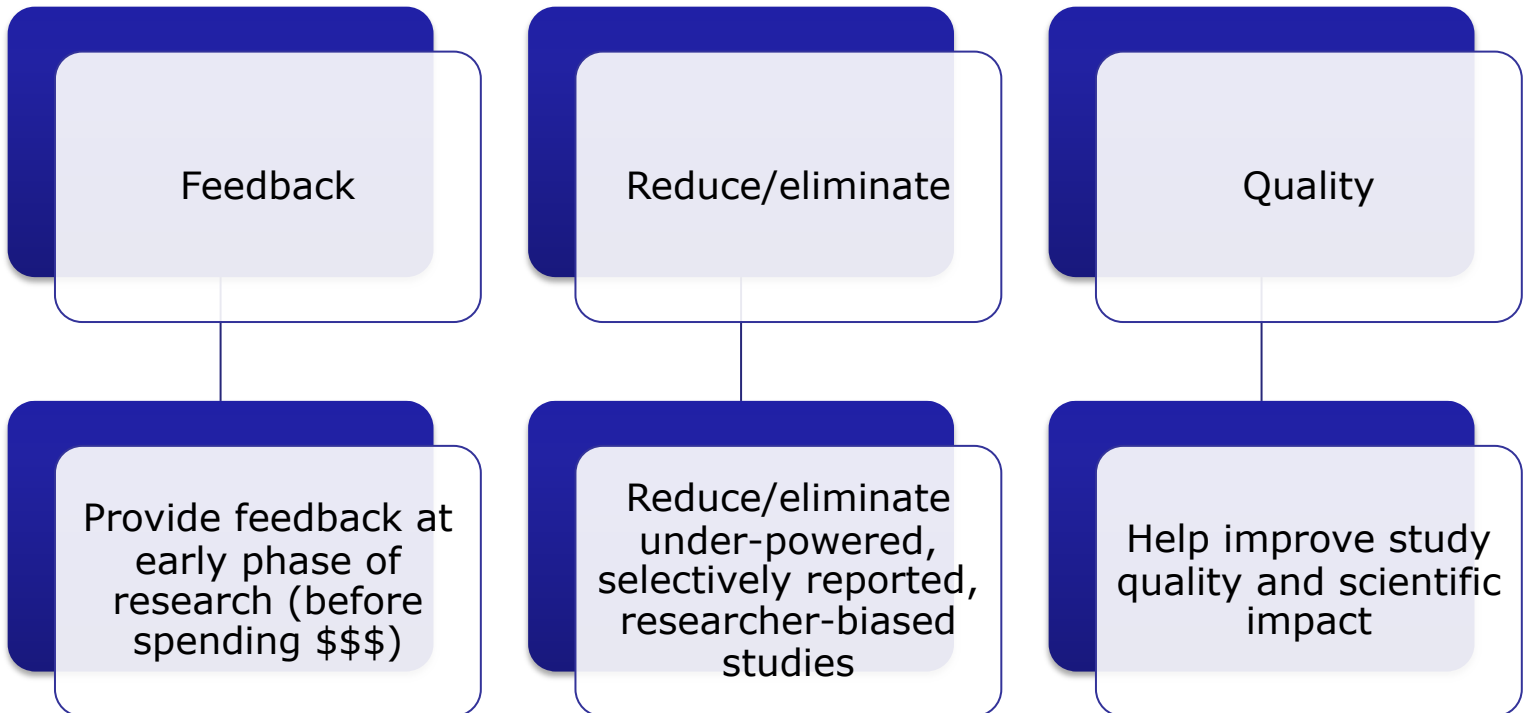 Feedback
Reduce/eliminate
Quality
Provide feedback at
early phase of
research (before
spending $$$)
Reduce/eliminate
under-powered,
selectively reported,
researcher-biased
studies
Help improve study
quality and scientific
impact